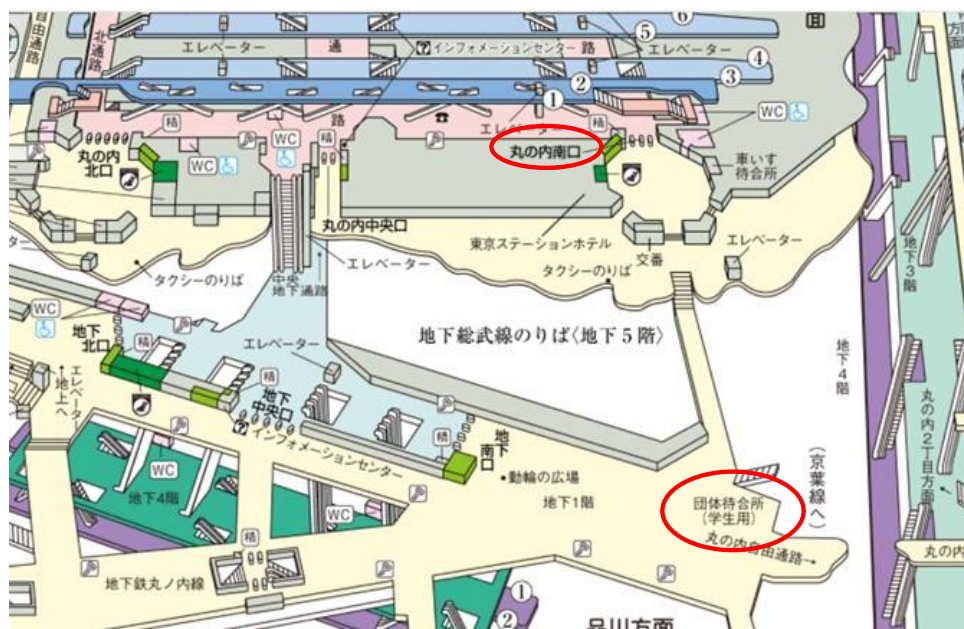 自由通路
北通路
エレベーター
通
? インフォメーションセンター
路
エレベーター
⑥
⑤
④
③
②
①
WC
精
路
エレベーター
精
WC
WC
精
丸の内
北口
丸の内南口
車いす
待合所
丸の内中央口
東京ステーションホテル
交番
エレベーター
タクシーのりば
中央
地下通路
エレベーター
タクシーのりば
地下3階
WC
地下
北口
精
エレベーター
地下総武線のりば〈地下5階〉
地下4階
エレベーター
地上へ
精
地下
中央口
? インフォメーションセンター
精
地下
南口
丸の内2丁目方面
WC
地下4階
WC
•動輪の広場
地下1階
団体待合所
(学生用)
(京葉線へ)
丸の内自由通路→
丸の内
精
地下鉄丸ノ内線
①
②
品川方面